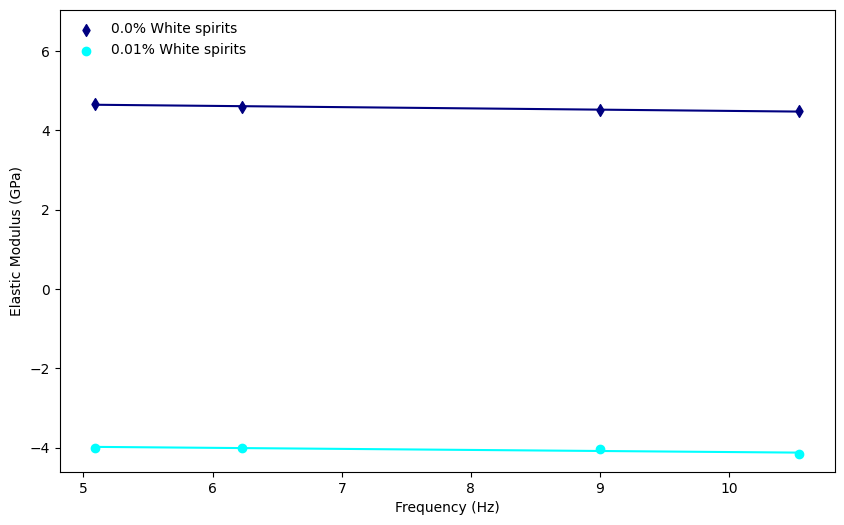 0.0% White spirits
0.01% White spirits
Elastic Modulus (GPa)
6
4
2
0
−2
−4
5 6 7 8 9 10
Frequency (Hz)